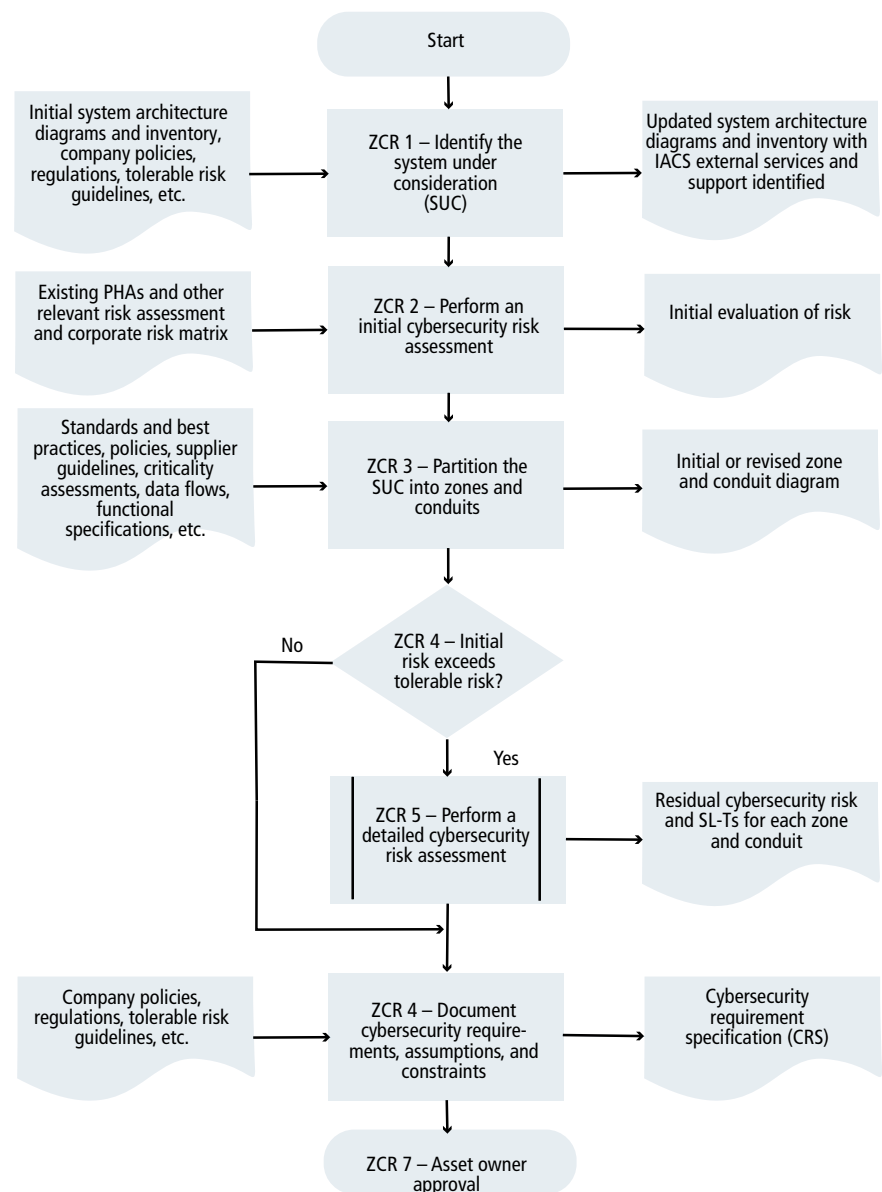 Start
Initial system architecture
diagrams and inventory,
company policies,
regulations, tolerable risk
guidelines, etc.
ZCR 1 – Identify the
system under
consideration
(SUC)
Updated system architecture
diagrams and inventory with
IACS external services and
support identified
Existing PHAs and other
relevant risk assessment
and corporate risk matrix
ZCR 2 – Perform an
initial cybersecurity risk
assessment
Initial evaluation of risk
Standards and best
practices, policies, supplier
guidelines, criticality
assessments, data flows,
functional
specifications, etc.
ZCR 3 – Partition the
SUC into zones and
conduits
Initial or revised zone
and conduit diagram
No
ZCR 4 – Initial
risk exceeds
tolerable risk?
Yes
ZCR 5 – Perform a
detailed cybersecurity
risk assessment
Residual cybersecurity risk
and SL-Ts for each zone
and conduit
Company policies,
regulations, tolerable risk
guidelines, etc.
ZCR 4 – Document
cybersecurity require-
ments, assumptions, and
constraints
Cybersecurity
requirement
specification (CRS)
ZCR 7 – Asset owner
approval